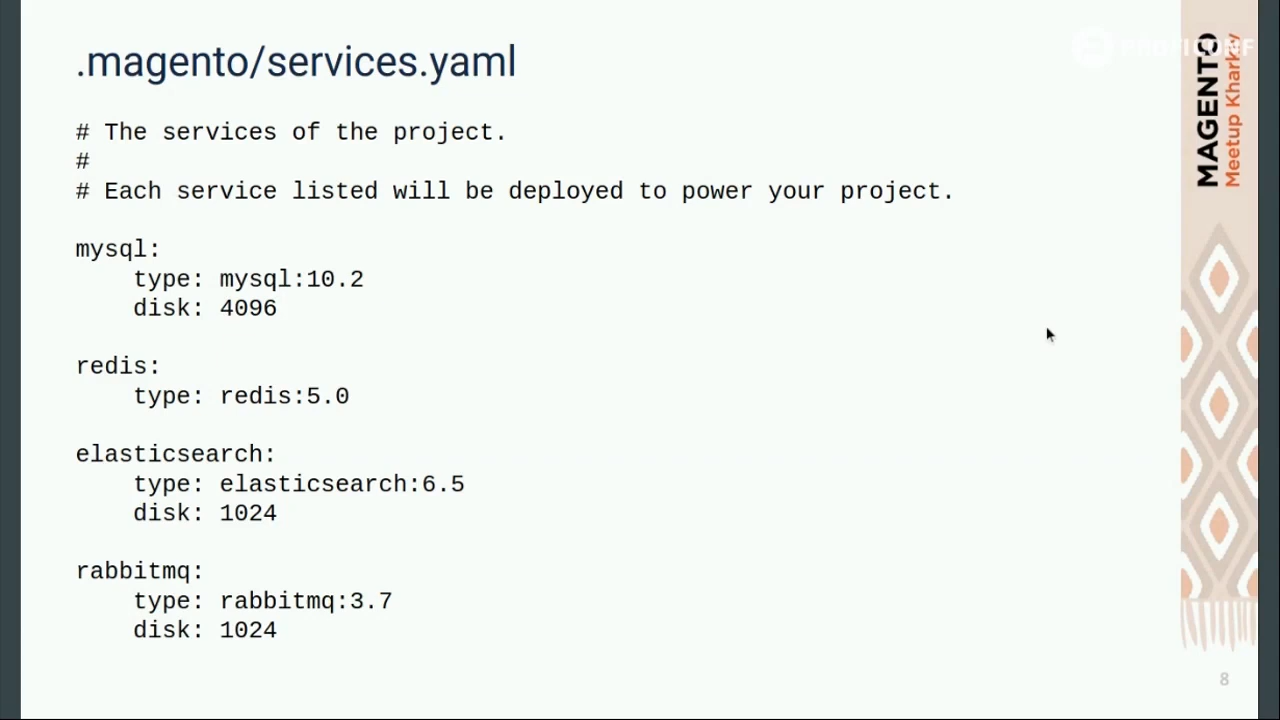 .magento/services.yaml
# The services of the project.
#
# Each service listed will be deployed to power your project.
mysql:
    type: mysql:10.2
    disk: 4096
redis:
    type: redis:5.0
elasticsearch:
    type: elasticsearch:6.5
    disk: 1024
rabbitmq:
    type: rabbitmq:3.7
    disk: 1024
PROFICONF
MAGENTO
Meetup Kharkiv
8